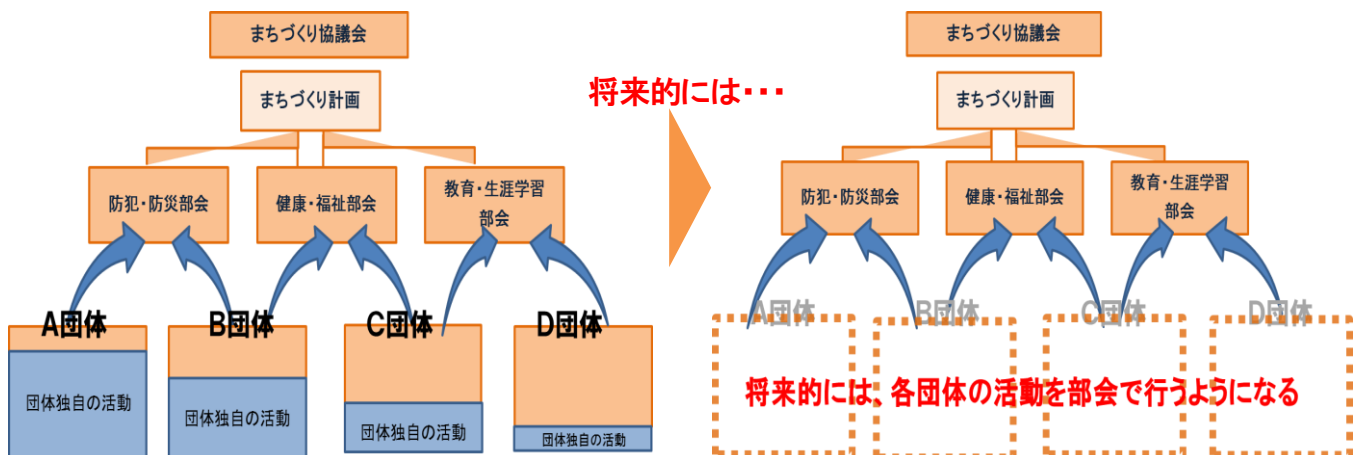 まちづくり協議会
まちづくり計画
防犯・防災部会
健康・福祉部会
教育・生涯学習
部会
A団体
B団体
C団体
D団体
団体独自の活動
団体独自の活動
団体独自の活動
団体独自の活動
将来的には・・・
まちづくり協議会
まちづくり計画
防犯・防災部会
健康・福祉部会
教育・生涯学習
部会
A団体
B団体
C団体
D団体
将来的には、各団体の活動を部会で行うようになる